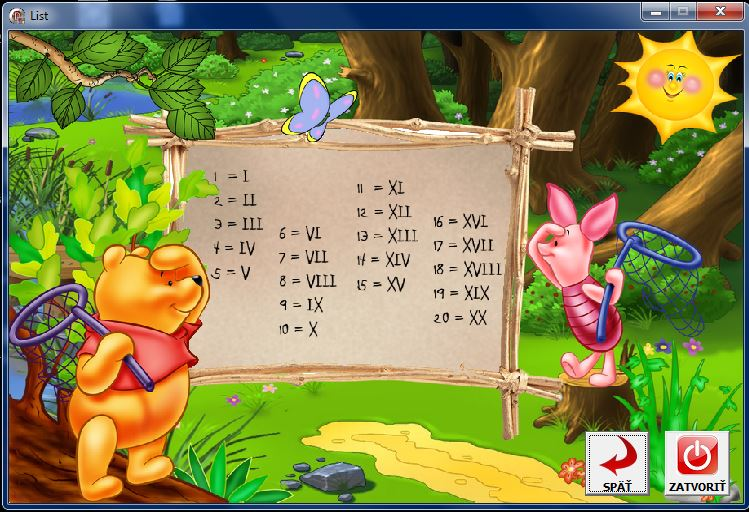 List
1 = I
2 = II
3 = III
4 = IV
5 = V
6 = VI
7 = VII
8 = VIII
9 = IX
10 = X
11 = XI
12 = XII
13 = XIII
14 = XIV
15 = XV
16 = XVI
17 = XVII
18 = XVIII
19 = XIX
20 = XX
SPÄŤ
ZATVORIŤ